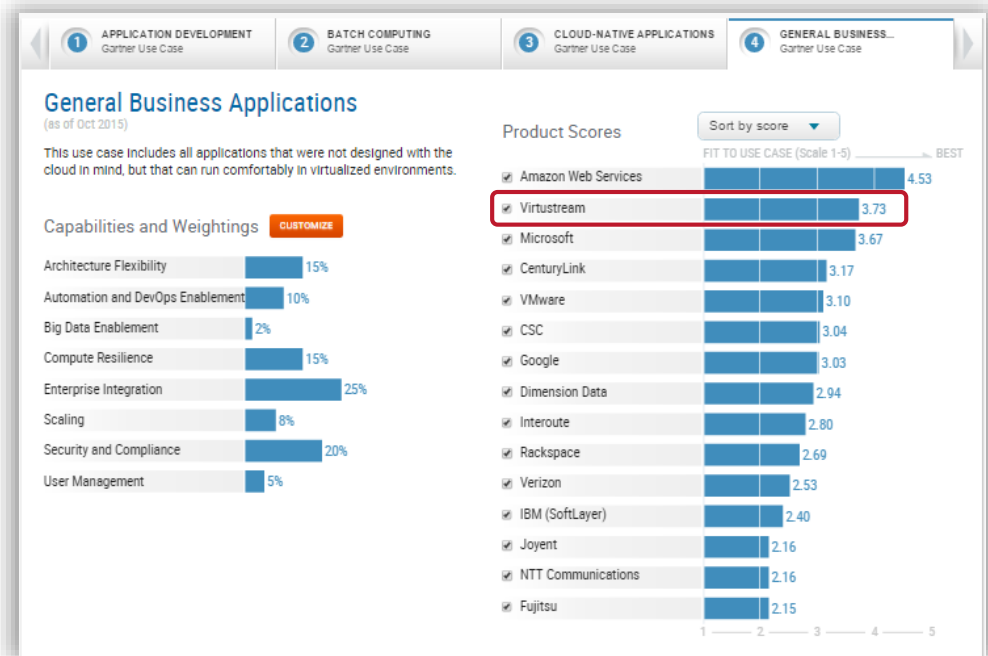 1 APPLICATION DEVELOPMENT
Gartner Use Case
2 BATCH COMPUTING
Gartner Use Case
3 CLOUD-NATIVE APPLICATIONS
Gartner Use Case
4 GENERAL BUSINESS...
Gartner Use Case
General Business Applications
(as of Oct 2015)
This use case includes all applications that were not designed with the
cloud in mind, but that can run comfortably in virtualized environments.
Capabilities and Weightings CUSTOMIZE
Architecture Flexibility 15%
Automation and DevOps Enablement 10%
Big Data Enablement 2%
Compute Resilience 15%
Enterprise Integration 25%
Scaling 8%
Security and Compliance 20%
User Management 5%
Product Scores Sort by score
FIT TO USE CASE (Scale 1-5) BEST
Amazon Web Services 4.53
Virtustream 3.73
Microsoft 3.67
CenturyLink 3.17
VMware 3.10
CSC 3.04
Google 3.03
Dimension Data 2.94
Interoute 2.80
Rackspace 2.69
Verizon 2.53
IBM (SoftLayer) 2.40
Joyent 2.16
NTT Communications 2.16
Fujitsu 2.15
1 2 3 4 5